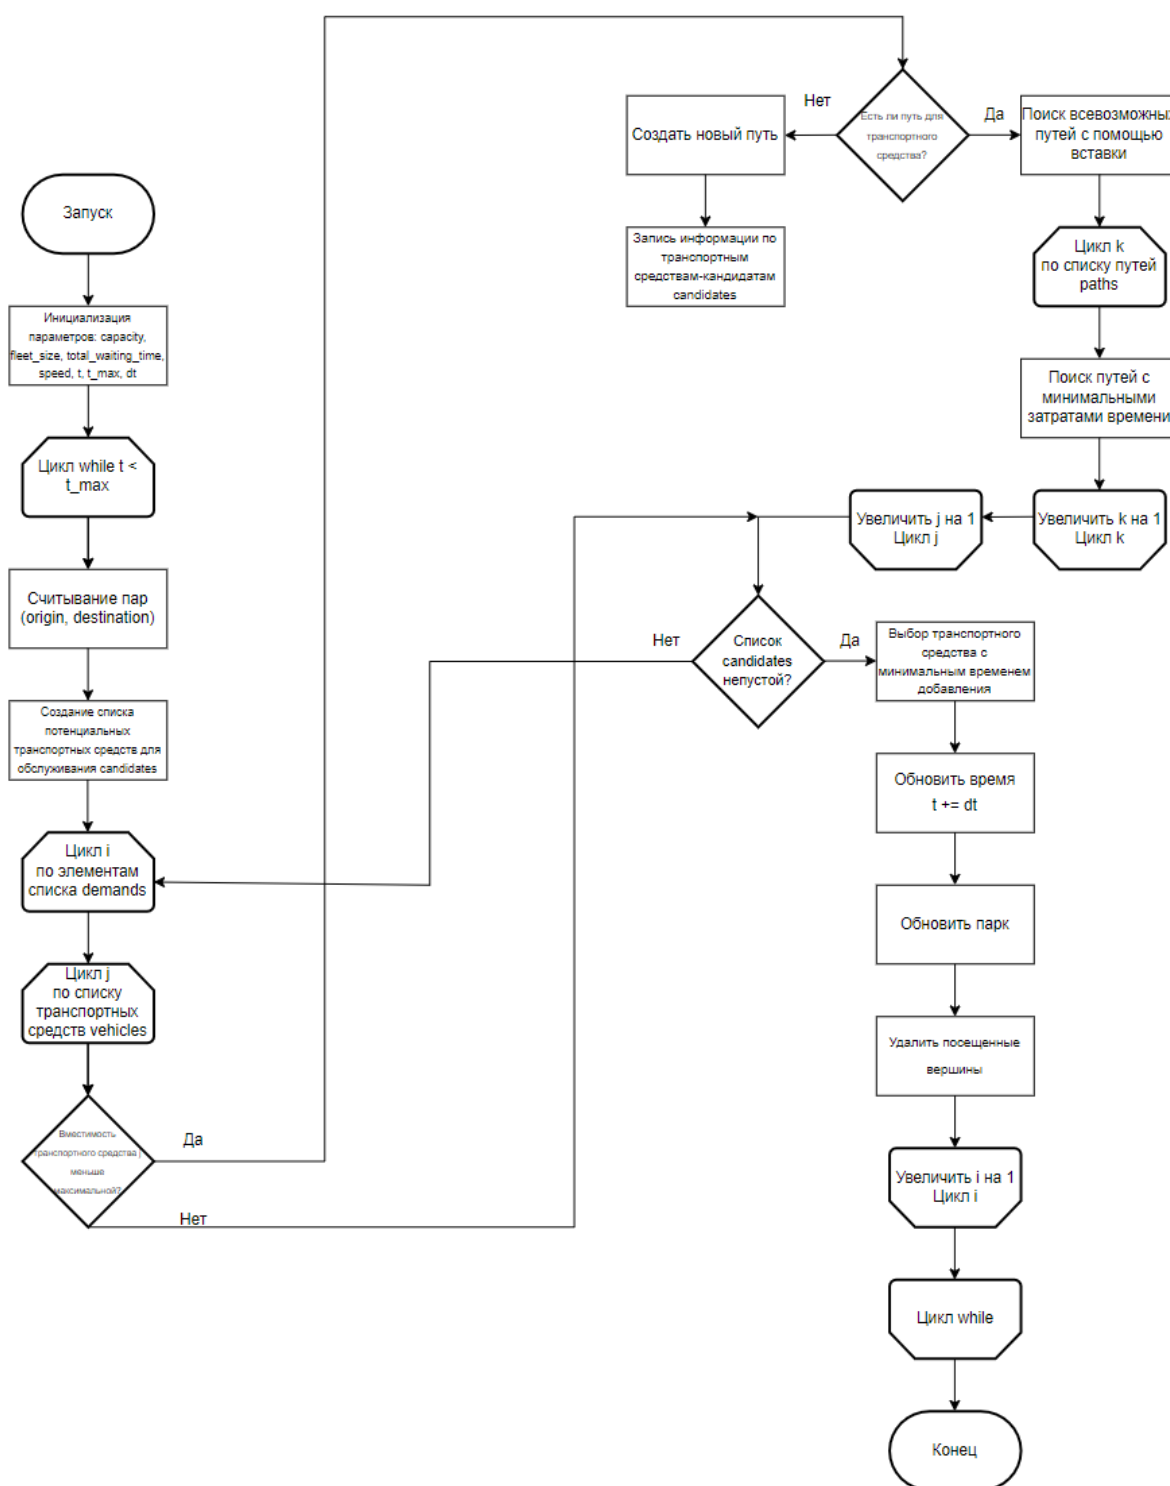 Запуск
Инициализация
параметров: capacity,
fleet_size, total_waiting_time,
speed, t, t_max, dt
Цикл while t <
t_max
Считывание пар
(origin, destination)
Создание списка
потенциальных
транспортных средств для
обслуживания candidates
Цикл i
по элементам
списка demands
Цикл j
по списку
транспортных
средств vehicles
Вместимость
транспортного средства j
меньше
максимальной?
Да
Нет
Есть ли путь для
транспортного
средства?
Нет
Да
Создать новый путь
Запись информации по
транспортным
средствам-кандидатам
candidates
Поиск всевозможных
путей с помощью
вставки
Цикл k
по списку путей
paths
Поиск путей с
минимальными
затратами времени
Увеличить k на 1
Цикл k
Увеличить j на 1
Цикл j
Список
candidates
непустой?
Нет
Да
Выбор транспортного
средства с
минимальным временем
добавления
Обновить время
t += dt
Обновить парк
Удалить посещенные
вершины
Увеличить i на 1
Цикл i
Цикл while
Конец